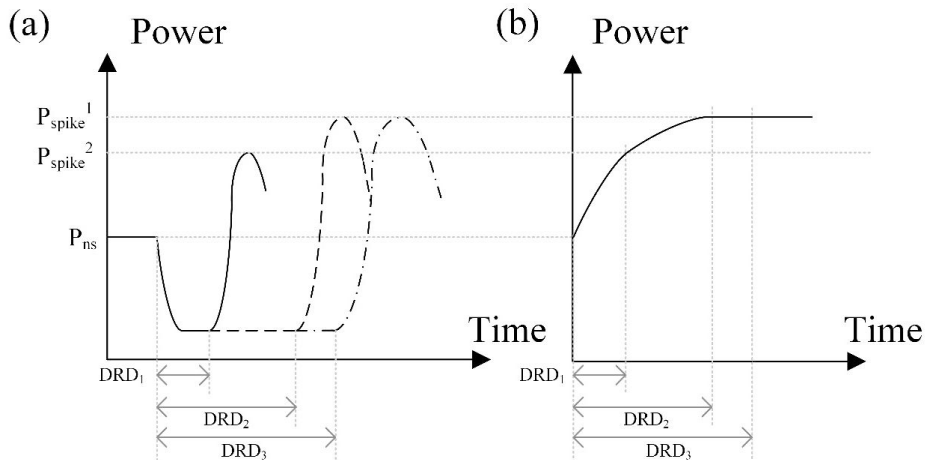 (a)
Power
P_spike^1
P_spike^2
P_ns
Time
DRD_1
DRD_2
DRD_3
(b)
Power
Time
DRD_1
DRD_2
DRD_3